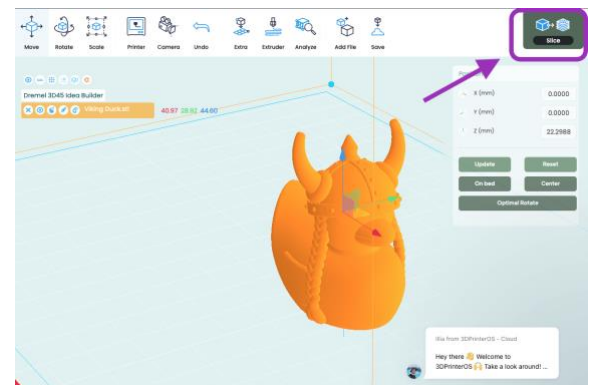 Move Rotate Scale Printer Camera Undo Extra Extruder Analyze Add File Save
Slice
Dremel 3D45 Idea Builder
Viking Duck.stl 40.97 28.92 44.60
X (mm) 0.0000
Y (mm) 0.0000
Z (mm) 22.2988
Update Reset
On bed Center
Optimal Rotate
from 3DPrinterOS - Cloud
Hey there 👋 Welcome to
3DPrinterOS 🙌 Take a look around! ...